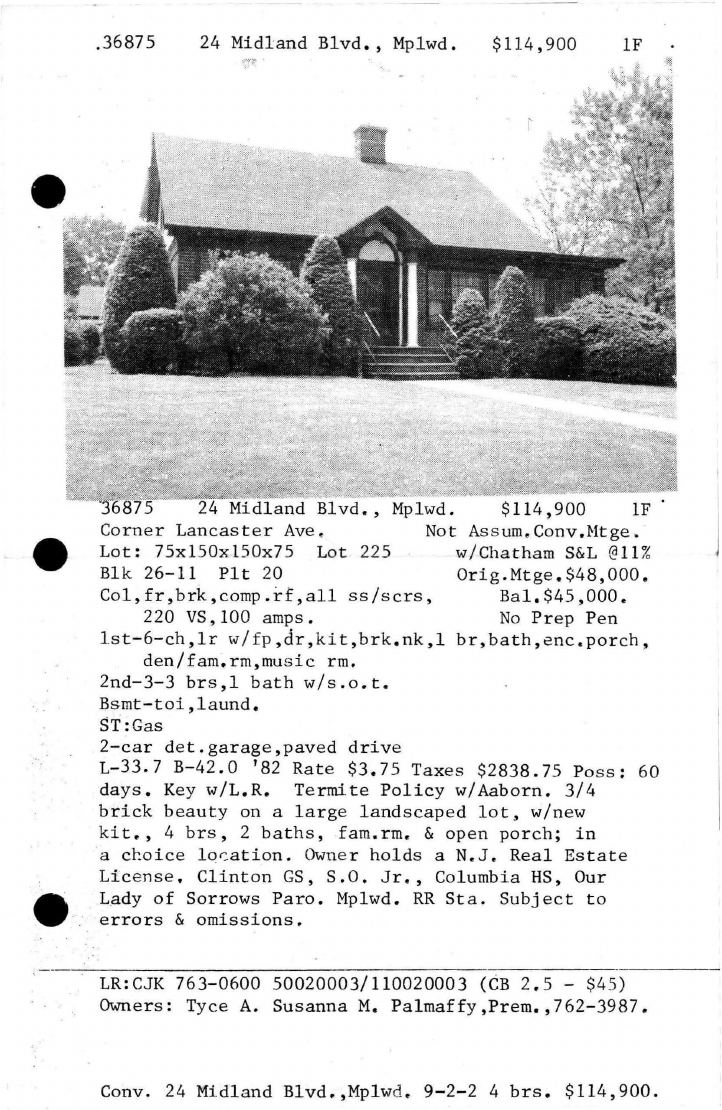 .36875 24 Midland Blvd., Mplwd. $114,900 1F .
36875 24 Midland Blvd., Mplwd. $114,900 1F
Corner Lancaster Ave. Not Assum.Conv.Mtge.
Lot: 75x150x150x75 Lot 225 w/Chatham S&L @11%
Blk 26-11 Plt 20 Orig.Mtge.$48,000.
Col,fr,brk,comp.rf,all ss/scrs, Bal.$45,000.
220 VS,100 amps. No Prep Pen
1st-6-ch,lr w/fp,dr,kit,brk.nk,1 br,bath,enc.porch,
den/fam.rm,music rm.
2nd-3-3 brs,1 bath w/s.o.t.
Bsmt-toi,laund.
ST:Gas
2-car det.garage,paved drive
L-33.7 B-42.0 '82 Rate $3.75 Taxes $2838.75 Poss: 60
days. Key w/L.R. Termite Policy w/Aaborn. 3/4
brick beauty on a large landscaped lot, w/new
kit., 4 brs, 2 baths, fam.rm. & open porch; in
a choice location. Owner holds a N.J. Real Estate
License. Clinton GS, S.O. Jr., Columbia HS, Our
Lady of Sorrows Paro. Mplwd. RR Sta. Subject to
errors & omissions.
LR:CJK 763-0600 50020003/110020003 (CB 2.5 - $45)
Owners: Tyce A. Susanna M. Palmaffy,Prem.,762-3987.
Conv. 24 Midland Blvd.,Mplwd. 9-2-2 4 brs. $114,900.